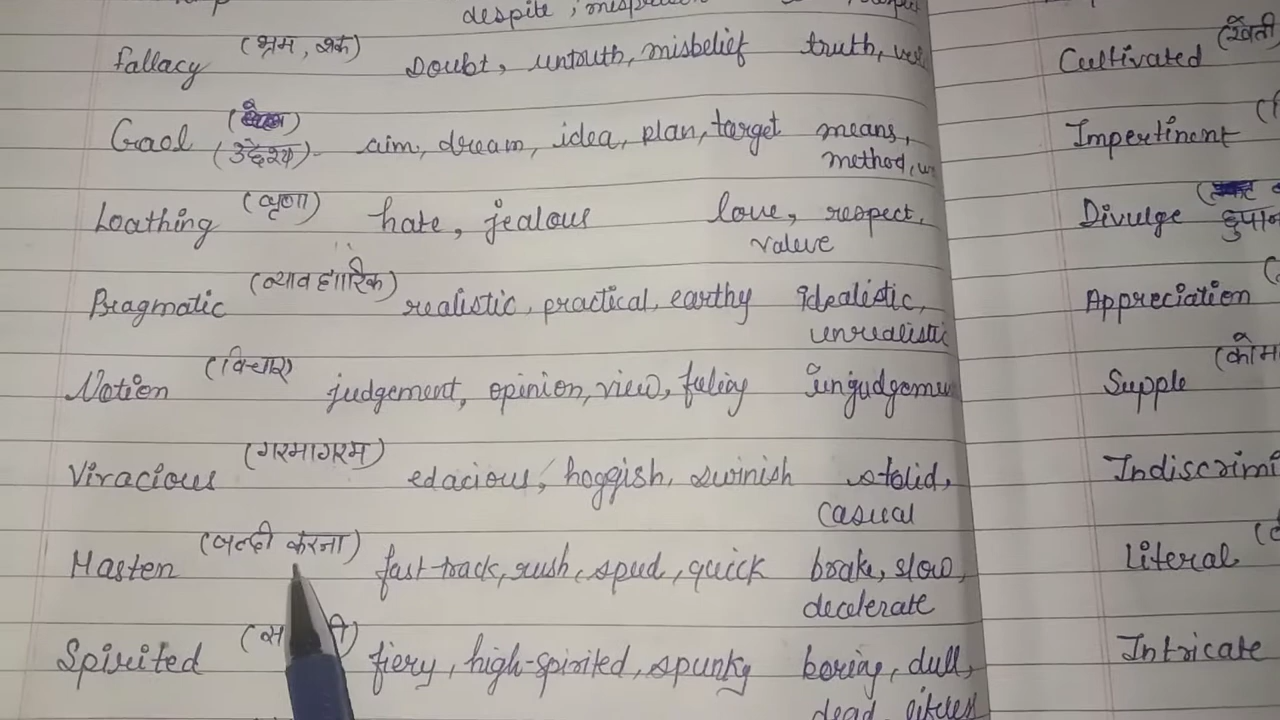 despite,
fallacy (भ्रम, शक) Doubt, untruth, misbelief truth,
Goal (उद्देश्य) aim, dream, idea, plan, target means,
method,
Loathing (घृणा) hate, jealous love, respect,
valeve
Pragmatic (व्यावहारिक) realistic, practical, earthy idealistic,
unrealistic
Notion (विचार) judgement, opinion, view,
Viracious (गरमागरम) edacious, hoggish, swinish stolid,
casual
Hasten (जल्दी करना) fast-track, rush, speed, quick brake, slow,
decelerate
Spirited fiery, high-spirited, spunky boring, dull,
dead,
Cultivated
Impertinent
Divulge
Appreciation
Supple
Literal
Intricate